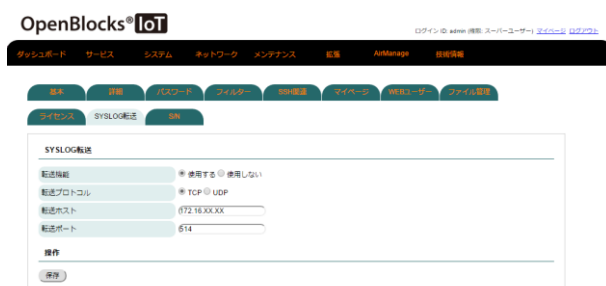 OpenBlocks® IoT
ログイン ID: admin (権限: スーパーユーザー) マイページ ログアウト
ダッシュボード サービス システム ネットワーク メンテナンス 拡張 AirManage 技術情報
基本 詳細 パスワード フィルター SSH関連 マイページ WEBユーザー ファイル管理
ライセンス SYSLOG転送 S/N
SYSLOG転送
転送機能 使用する 使用しない
転送プロトコル TCP UDP
転送ホスト 172.16.XX.XX
転送ポート 514
操作
保存